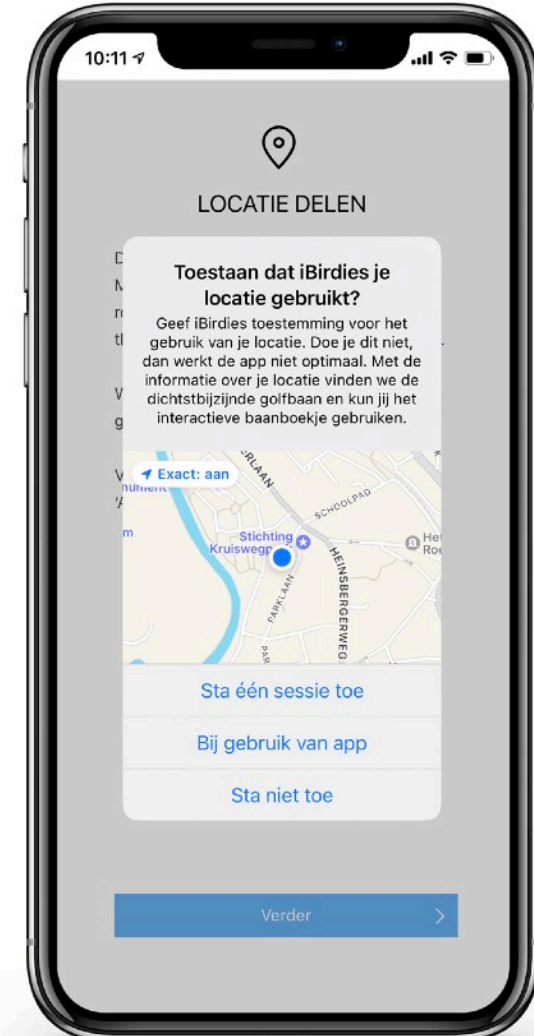 10:11
LOCATIE DELEN
Toestaan dat iBirdies je
locatie gebruikt?
Geef iBirdies toestemming voor het
gebruik van je locatie. Doe je dit niet,
dan werkt de app niet optimaal. Met de
informatie over je locatie vinden we de
dichtstbijzijnde golfbaan en kun jij het
interactieve baanboekje gebruiken.
Exact: aan
SCHOOLPAD
Stichting
HEINSBERGERWEG
PARKLAAN
Sta één sessie toe
Bij gebruik van app
Sta niet toe
Verder